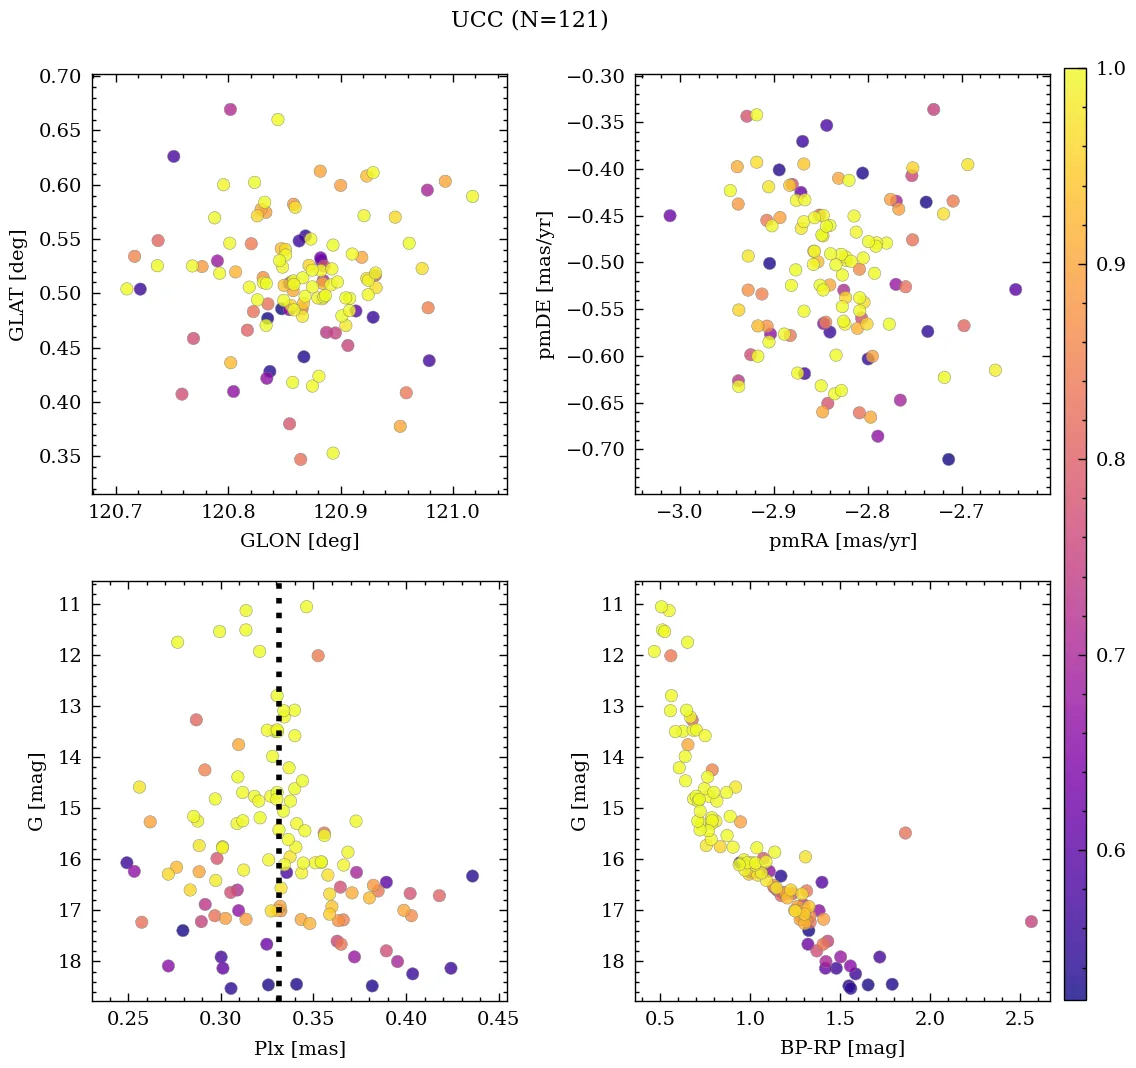 UCC (N=121)
0.70
0.65
0.60
0.55
0.50
0.45
0.40
0.35
120.7 120.8 120.9 121.0
GLON [deg]
GLAT [deg]
−0.30
−0.35
−0.40
−0.45
−0.50
−0.55
−0.60
−0.65
−0.70
−3.0 −2.9 −2.8 −2.7
pmRA [mas/yr]
pmDE [mas/yr]
1.0
0.9
0.8
0.7
0.6
11
12
13
14
15
16
17
18
0.25 0.30 0.35 0.40 0.45
Plx [mas]
G [mag]
11
12
13
14
15
16
17
18
0.5 1.0 1.5 2.0 2.5
BP-RP [mag]
G [mag]